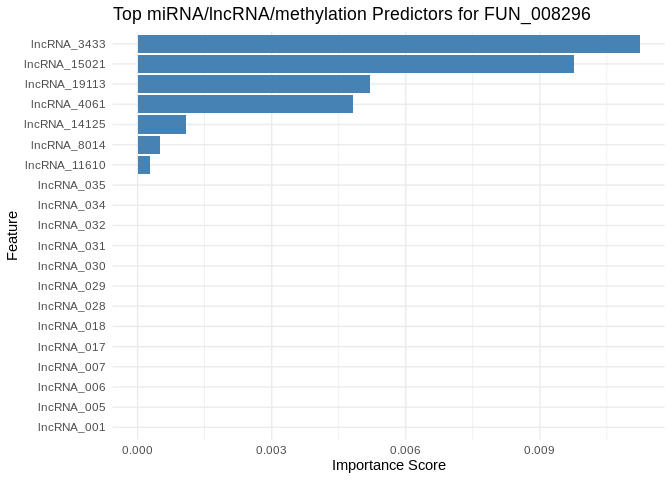 Top miRNA/lncRNA/methylation Predictors for FUN_008296
lncRNA_3433
lncRNA_15021
lncRNA_19113
lncRNA_4061
lncRNA_14125
lncRNA_8014
lncRNA_11610
lncRNA_035
lncRNA_034
lncRNA_032
lncRNA_031
lncRNA_030
lncRNA_029
lncRNA_028
lncRNA_018
lncRNA_017
lncRNA_007
lncRNA_006
lncRNA_005
lncRNA_001
Feature
0.000 0.003 0.006 0.009
Importance Score